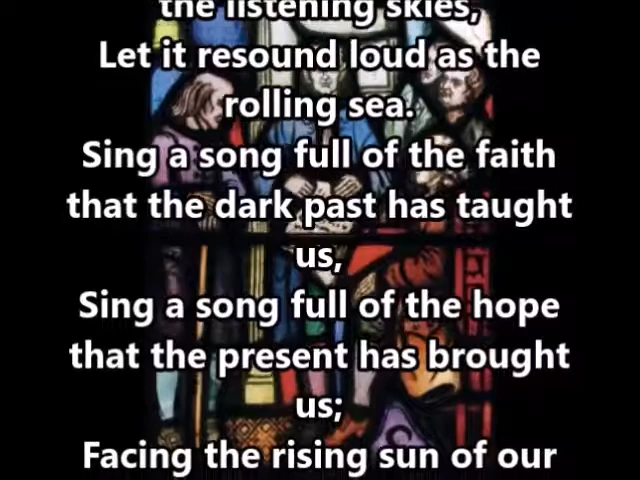 the listening skies,
Let it resound loud as the
rolling sea.
Sing a song full of the faith
that the dark past has taught
us,
Sing a song full of the hope
that the present has brought
us;
Facing the rising sun of our